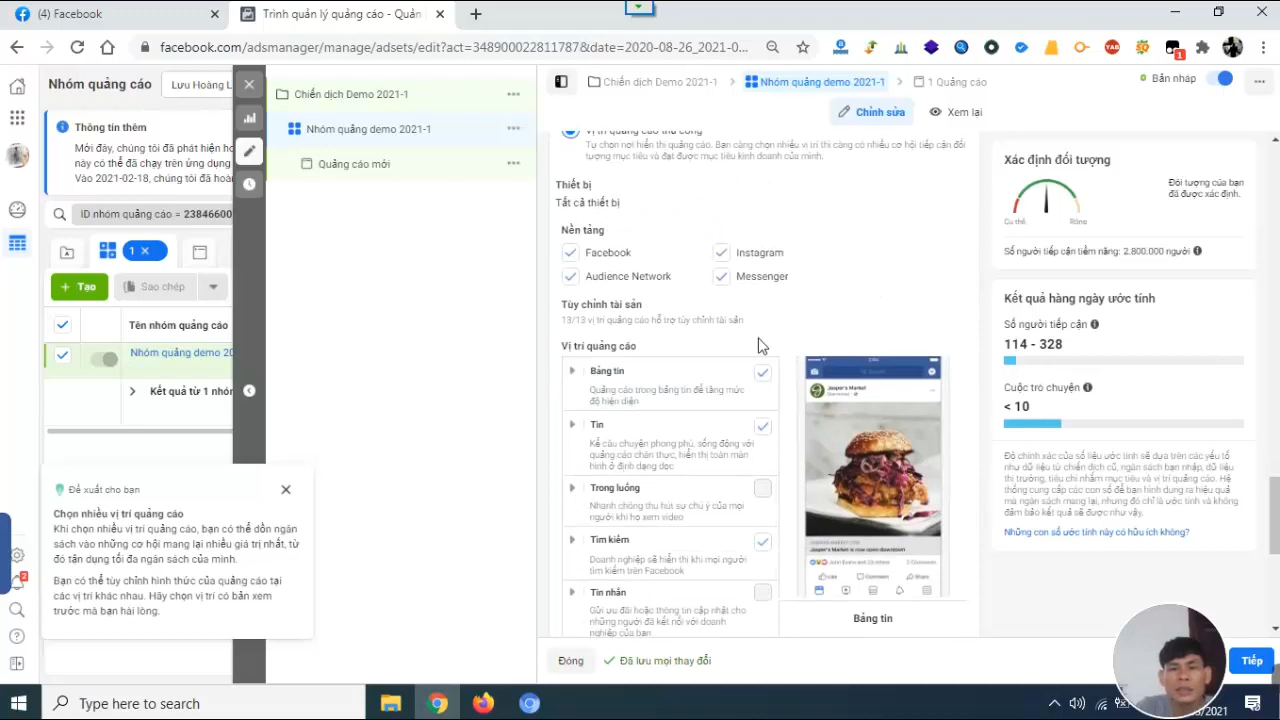 (4) Facebook
Trình quản lý quảng cáo - Quản
facebook.com/adsmanager/manage/adsets/edit?act=3489000228117878&date=2020-08-26_2021-0...
YAB
1
Nhóm quảng cáo
Lưu Hoàng L
Thông tin thêm
Mới đây, chúng tôi đã phát hiện ho
này có thể đã chạy trên ứng dụng
Vào 2021-02-18, chúng tôi đã hoàn
ID nhóm quảng cáo = 23846600
Tạo
Sao chép
Tên nhóm quảng cáo
Nhóm quảng demo 20
Kết quả từ 1 nhóm
Đề xuất cho bạn
Chọn nhiều vị trí quảng cáo
Khi chọn nhiều vị trí quảng cáo, bạn có thể dồn ngân
sách vào những cơ hội mang lại nhiều giá trị nhất, từ
đó tận dụng được ngân sách của mình.
Bạn có thể tùy chỉnh hình thức của quảng cáo tại
các vị trí khác nhau. Hãy chọn vị trí có bản xem
trước mà bạn hài lòng.
2
Chiến dịch Demo 2021-1
Nhóm quảng demo 2021-1
Quảng cáo mới
Chiến dịch Demo 2021-1
Nhóm quảng demo 2021-1
1 Quảng cáo
Bản nháp
Chỉnh sửa
Xem lại
Vị trí quảng cáo thủ công
Tự chọn nơi hiển thị quảng cáo. Bạn càng chọn nhiều vị trí thì càng có nhiều cơ hội tiếp cận đối
tượng mục tiêu và đạt được mục tiêu kinh doanh của mình.
Thiết bị
Tất cả thiết bị
Nền tảng
Facebook
Instagram
Audience Network
Messenger
Tùy chỉnh tài sản
13/13 vị trí quảng cáo hỗ trợ tùy chỉnh tài sản
Vị trí quảng cáo
Bảng tin
Quảng cáo trong bảng tin để tăng mức
độ hiện diện
Tin
Kể câu chuyện phong phú, sống động với
quảng cáo chân thực, hiển thị toàn màn
hình ở định dạng dọc
Trong luồng
Nhanh chóng thu hút sự chú ý của mọi
người khi họ xem video
Tìm kiếm
Doanh nghiệp sẽ hiển thị khi mọi người
tìm kiếm trên Facebook
Tin nhắn
Gửi ưu đãi hoặc thông tin cập nhật cho
những người đã kết nối với doanh
nghiệp của bạn
Jasper's Market
Jasper's Market is now open downtown
Like
Comment
Share
Bảng tin
Xác định đối tượng
Cụ thể
Rộng
Đối tượng của bạn
đã được xác định.
Số người tiếp cận tiềm năng: 2.800.000 người
Kết quả hàng ngày ước tính
Số người tiếp cận
114 - 328
Cuộc trò chuyện
< 10
Độ chính xác của số liệu ước tính sẽ dựa trên các yếu tố
như dữ liệu từ chiến dịch cũ, ngân sách bạn nhập, dữ liệu
thị trường, tiêu chí nhắm mục tiêu và vị trí quảng cáo. Hệ
thống cung cấp các con số để bạn hình dung ra hiệu quả
mà ngân sách mang lại, nhưng đó chỉ là ước tính và không
đảm bảo kết quả sẽ được như vậy.
Những con số ước tính này có hữu ích không?
Đóng
Đã lưu mọi thay đổi
Tiếp
Type here to search
/2021